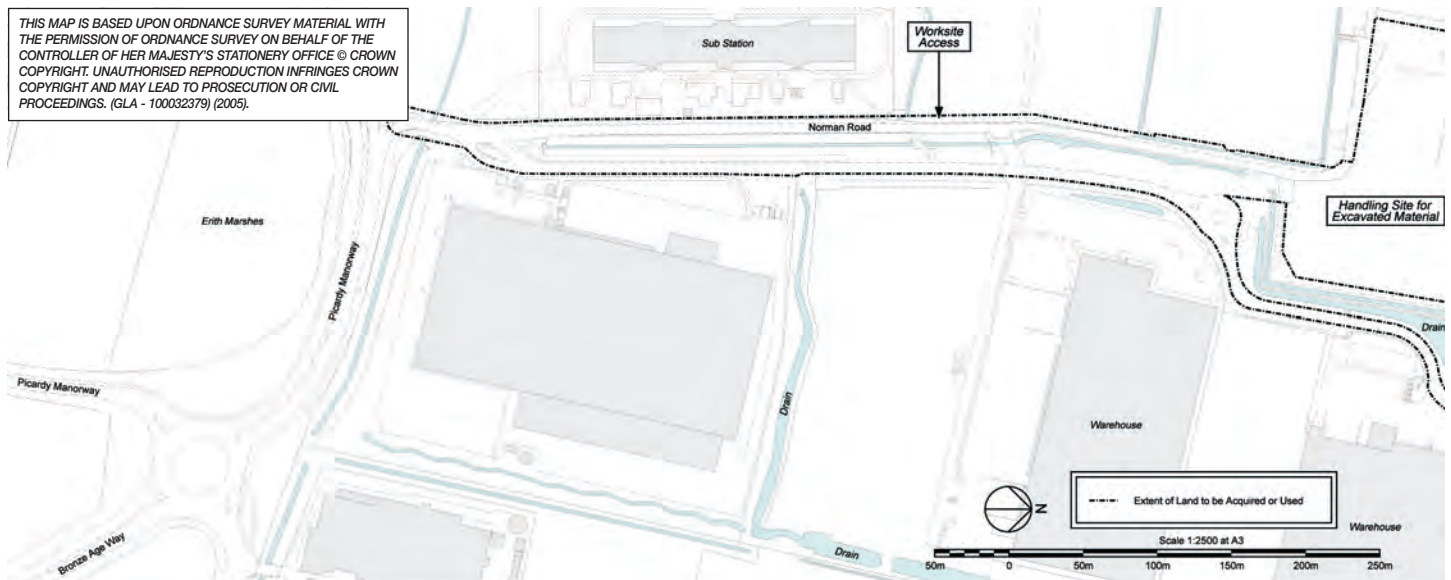 THIS MAP IS BASED UPON ORDNANCE SURVEY MATERIAL WITH
THE PERMISSION OF ORDNANCE SURVEY ON BEHALF OF THE
CONTROLLER OF HER MAJESTY'S STATIONERY OFFICE © CROWN
COPYRIGHT. UNAUTHORISED REPRODUCTION INFRINGES CROWN
COPYRIGHT AND MAY LEAD TO PROSECUTION OR CIVIL
PROCEEDINGS. (GLA - 100032379) (2005).
Sub Station
Worksite
Access
Norman Road
Handling Site for
Excavated Material
Erith Marshes
Picardy Manorway
Drain
Picardy Manorway
Drain
Warehouse
N
Extent of Land to be Acquired or Used
Warehouse
Scale 1:2500 at A3
Drain
Bronze Age Way
50m 0 50m 100m 150m 200m 250m